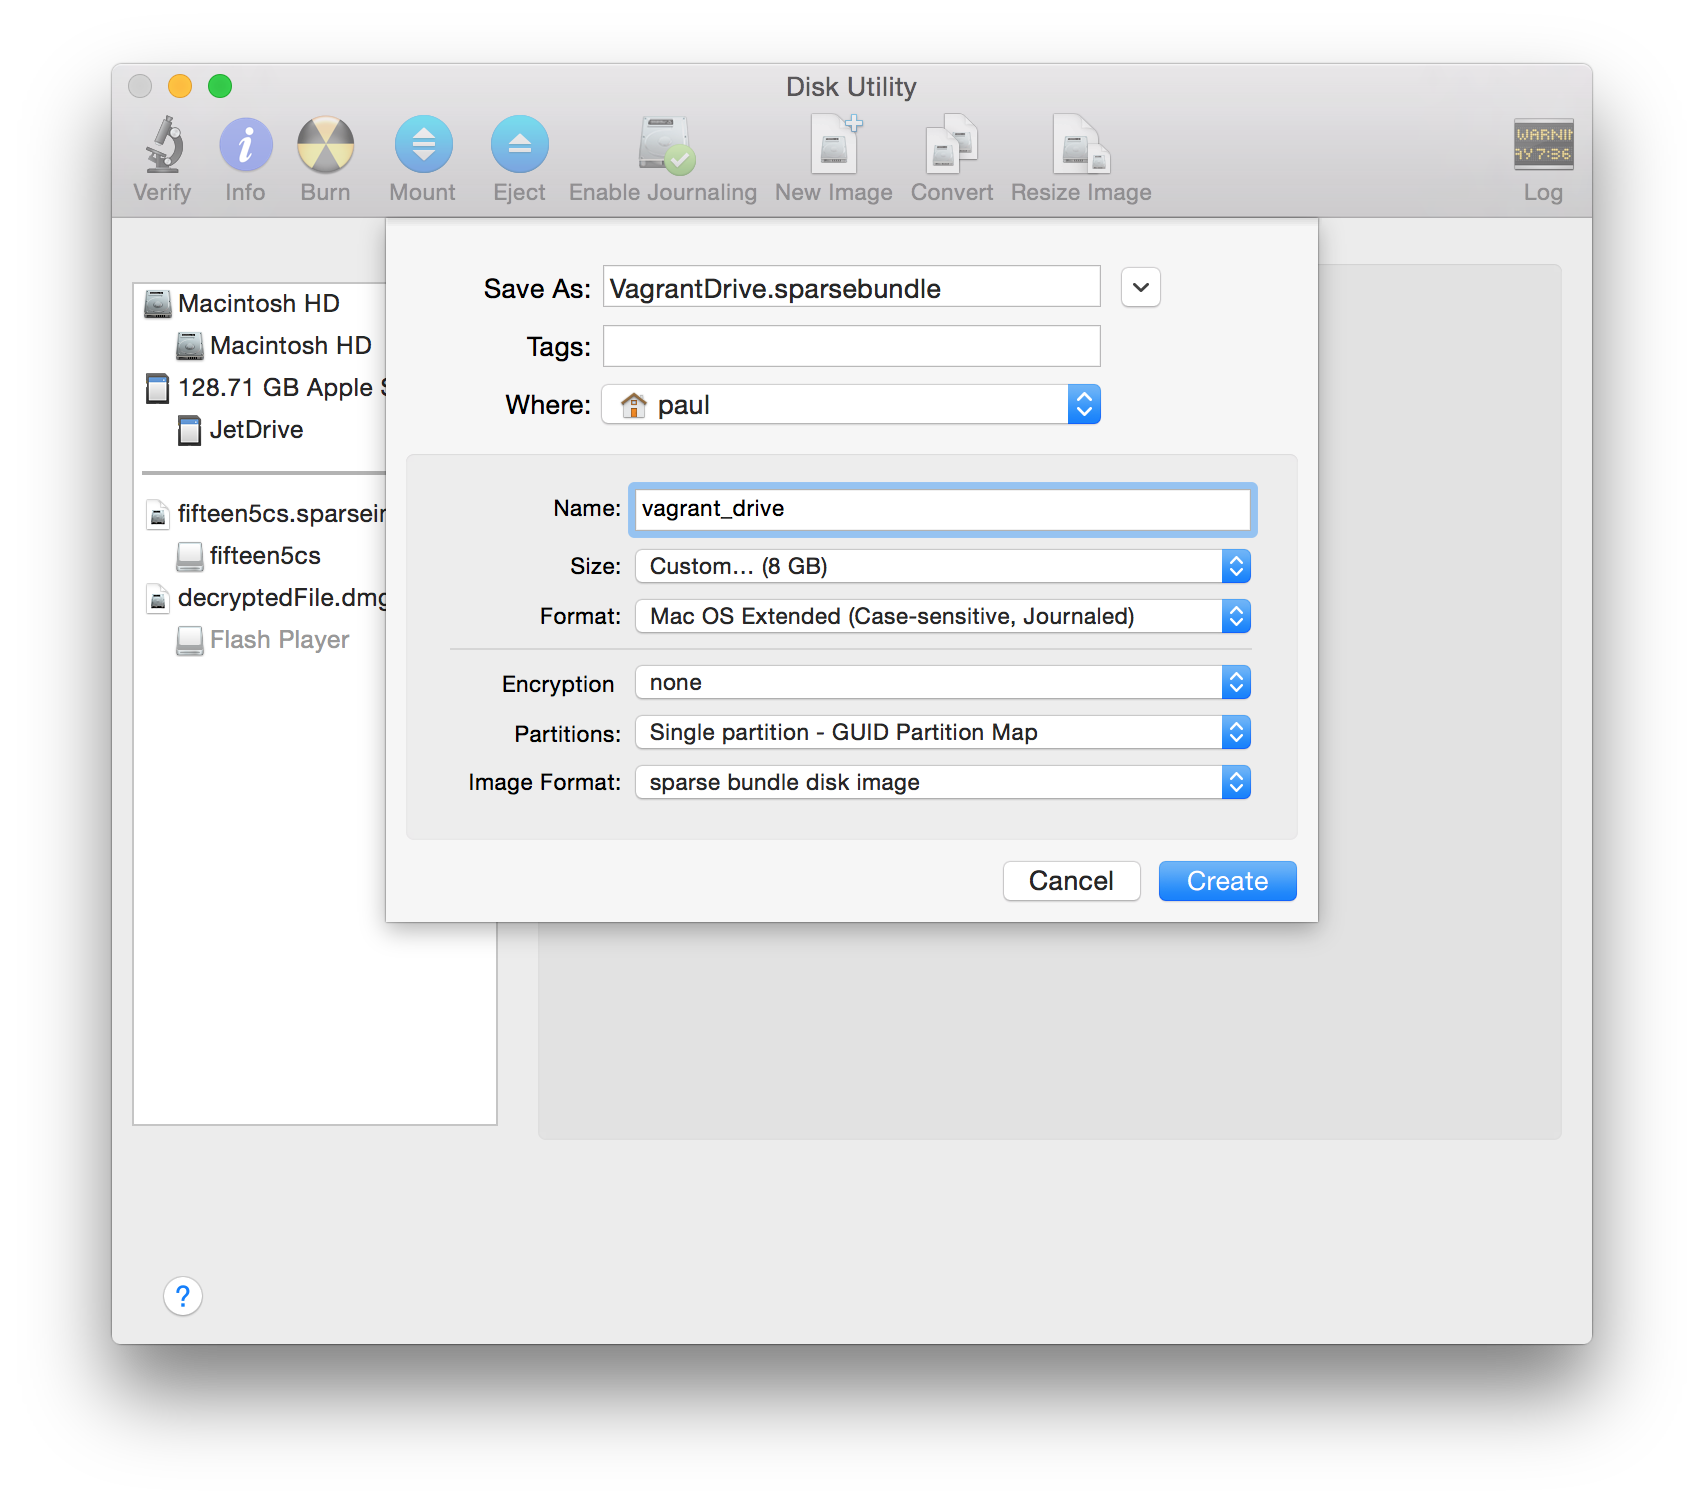 Disk Utility
Verify Info Burn Mount Eject Enable Journaling New Image Convert Resize Image Log
WARNIN
AY 7:36
Save As: VagrantDrive.sparsebundle
Tags:
Where: paul
Macintosh HD
Macintosh HD
128.71 GB Apple S
JetDrive
fifteen5cs.sparseim
fifteen5cs
decryptedFile.dmg
Flash Player
Name: vagrant_drive
Size: Custom... (8 GB)
Format: Mac OS Extended (Case-sensitive, Journaled)
Encryption none
Partitions: Single partition - GUID Partition Map
Image Format: sparse bundle disk image
Cancel Create
?